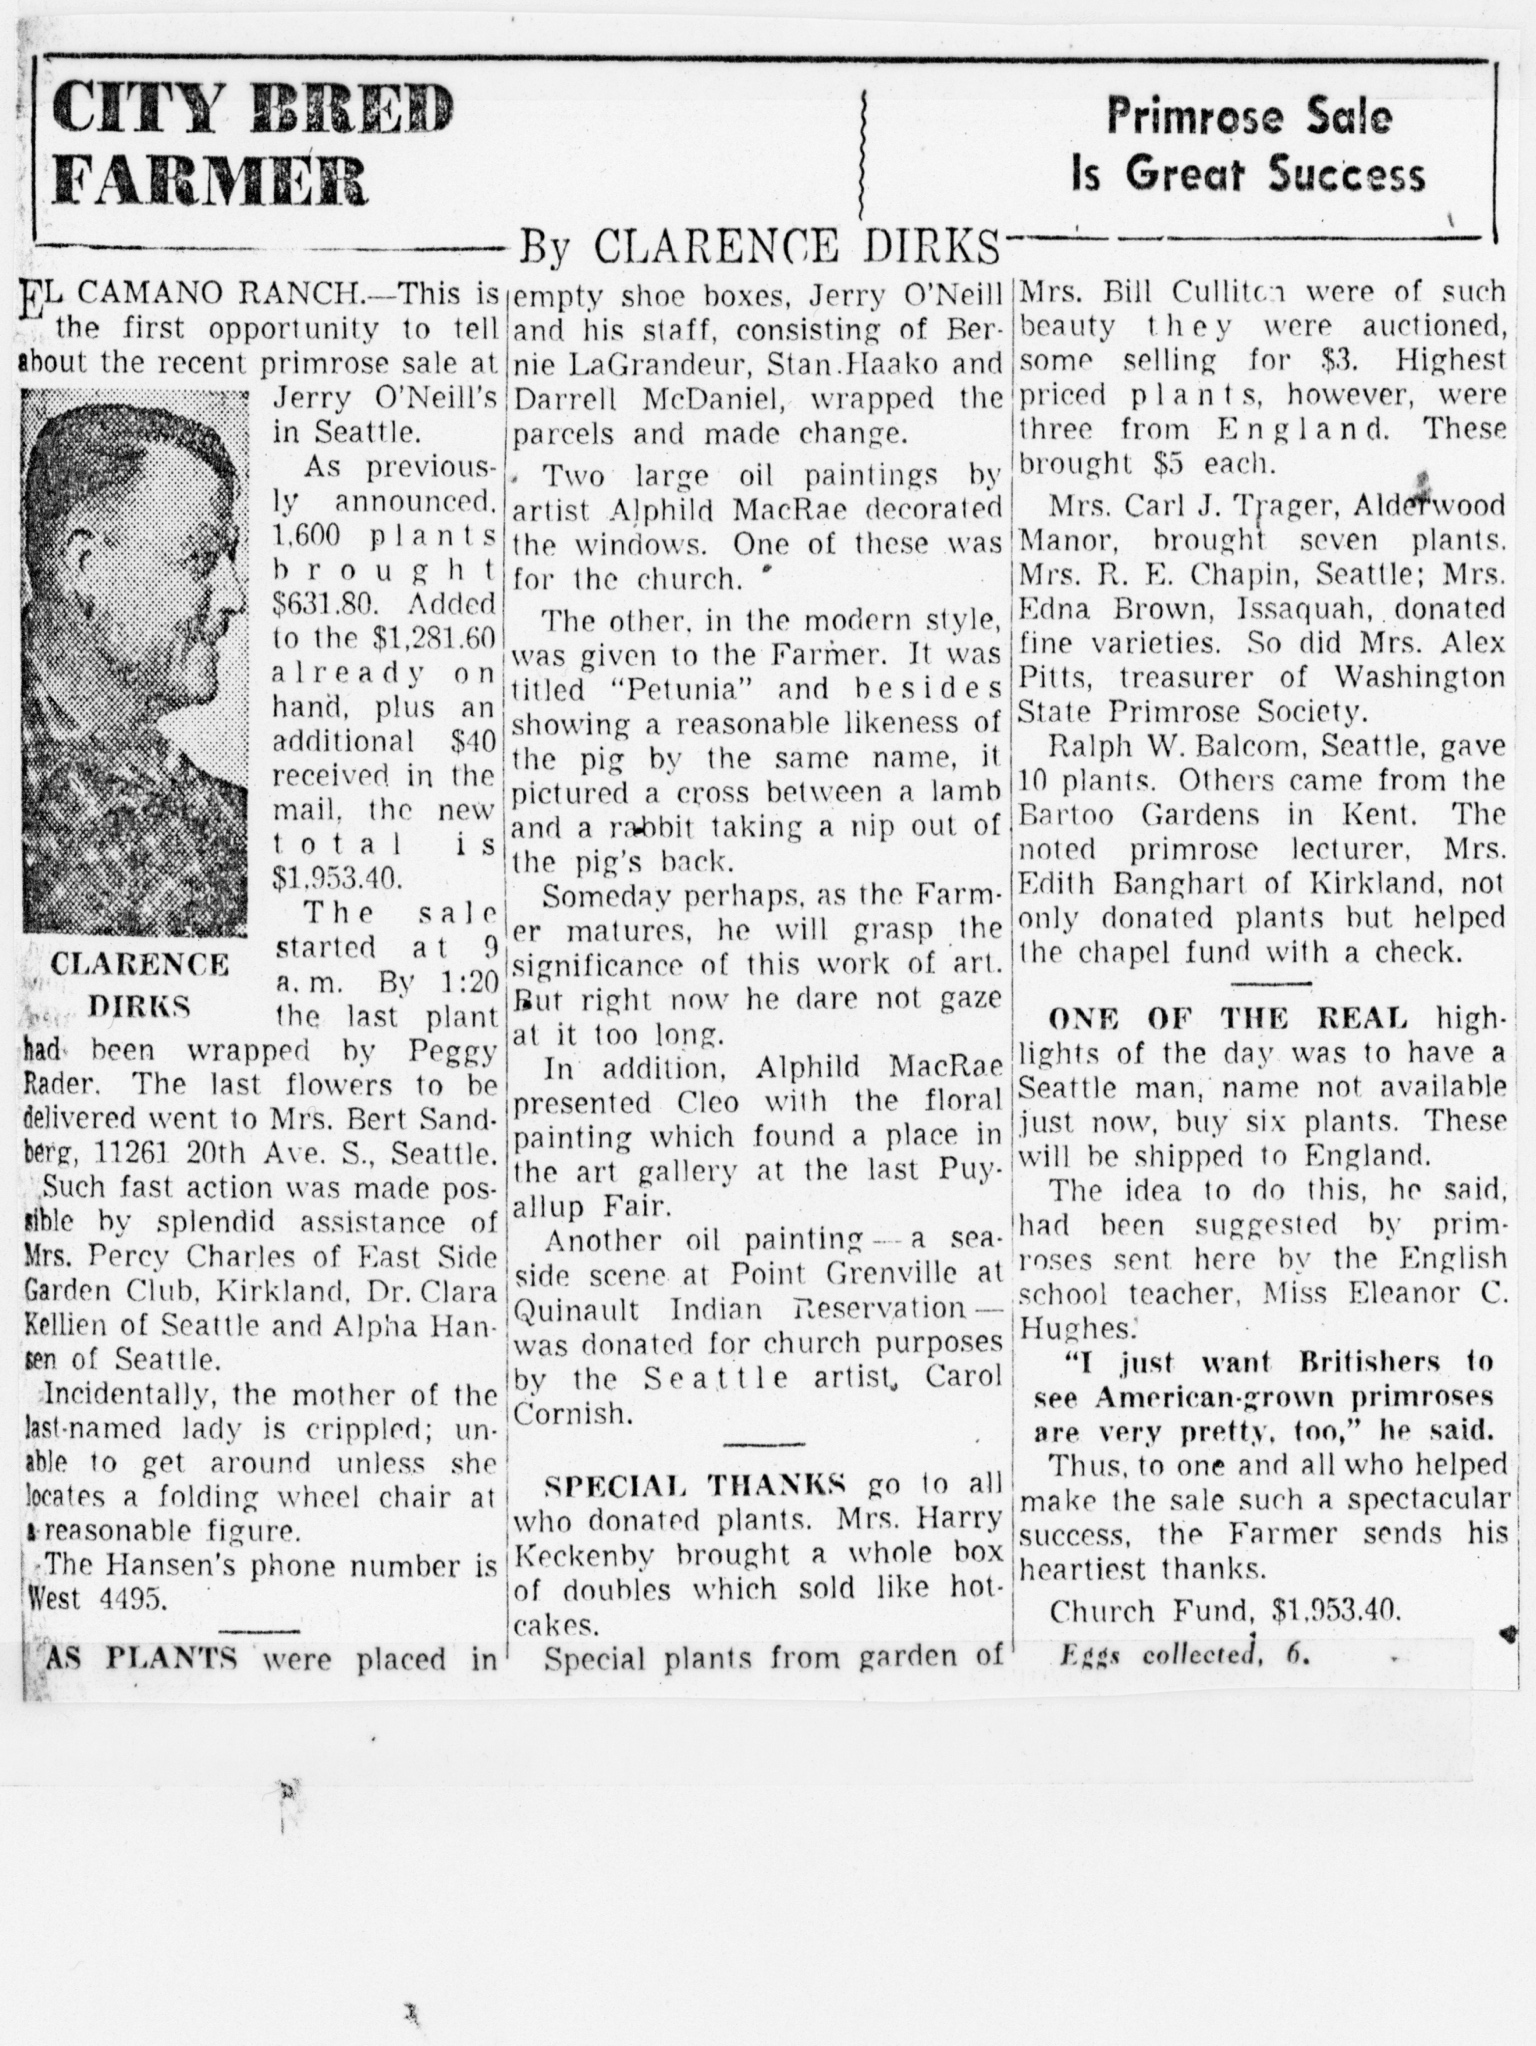 CITY BRED
FARMER
Primrose Sale
Is Great Success
By CLARENCE DIRKS
EL CAMANO RANCH.—This is
the first opportunity to tell
about the recent primrose sale at
Jerry O'Neill's
in Seattle.
As previous-
ly announced,
1,600 plants
brought
$631.80. Added
to the $1,281.60
already on
hand, plus an
additional $40
received in the
mail, the new
total is
$1,953.40.
The sale
started at 9
a. m. By 1:20
the last plant
CLARENCE
DIRKS
had been wrapped by Peggy
Rader. The last flowers to be
delivered went to Mrs. Bert Sand-
berg, 11261 20th Ave. S., Seattle.
Such fast action was made pos-
sible by splendid assistance of
Mrs. Percy Charles of East Side
Garden Club, Kirkland, Dr. Clara
Kellien of Seattle and Alpha Han-
sen of Seattle.
Incidentally, the mother of the
last-named lady is crippled; un-
able to get around unless she
locates a folding wheel chair at
a reasonable figure.
The Hansen's phone number is
West 4495.
AS PLANTS were placed in
empty shoe boxes, Jerry O'Neill
and his staff, consisting of Ber-
nie LaGrandeur, Stan Haako and
Darrell McDaniel, wrapped the
parcels and made change.
Two large oil paintings by
artist Alphild MacRae decorated
the windows. One of these was
for the church.
The other, in the modern style,
was given to the Farmer. It was
titled "Petunia" and besides
showing a reasonable likeness of
the pig by the same name, it
pictured a cross between a lamb
and a rabbit taking a nip out of
the pig's back.
Someday perhaps, as the Farm-
er matures, he will grasp the
significance of this work of art.
But right now he dare not gaze
at it too long.
In addition, Alphild MacRae
presented Cleo with the floral
painting which found a place in
the art gallery at the last Puy-
allup Fair.
Another oil painting — a sea-
side scene at Point Grenville at
Quinault Indian Reservation —
was donated for church purposes
by the Seattle artist, Carol
Cornish.
SPECIAL THANKS go to all
who donated plants. Mrs. Harry
Keckenby brought a whole box
of doubles which sold like hot-
cakes.
Special plants from garden of
Mrs. Bill Culliton were of such
beauty they were auctioned,
some selling for $3. Highest
priced plants, however, were
three from England. These
brought $5 each.
Mrs. Carl J. Trager, Alderwood
Manor, brought seven plants.
Mrs. R. E. Chapin, Seattle; Mrs.
Edna Brown, Issaquah, donated
fine varieties. So did Mrs. Alex
Pitts, treasurer of Washington
State Primrose Society.
Ralph W. Balcom, Seattle, gave
10 plants. Others came from the
Bartoo Gardens in Kent. The
noted primrose lecturer, Mrs.
Edith Banghart of Kirkland, not
only donated plants but helped
the chapel fund with a check.
ONE OF THE REAL high-
lights of the day was to have a
Seattle man, name not available
just now, buy six plants. These
will be shipped to England.
The idea to do this, he said,
had been suggested by prim-
roses sent here by the English
school teacher, Miss Eleanor C.
Hughes.
"I just want Britishers to
see American-grown primroses
are very pretty, too," he said.
Thus, to one and all who helped
make the sale such a spectacular
success, the Farmer sends his
heartiest thanks.
Church Fund, $1,953.40.
Eggs collected, 6.